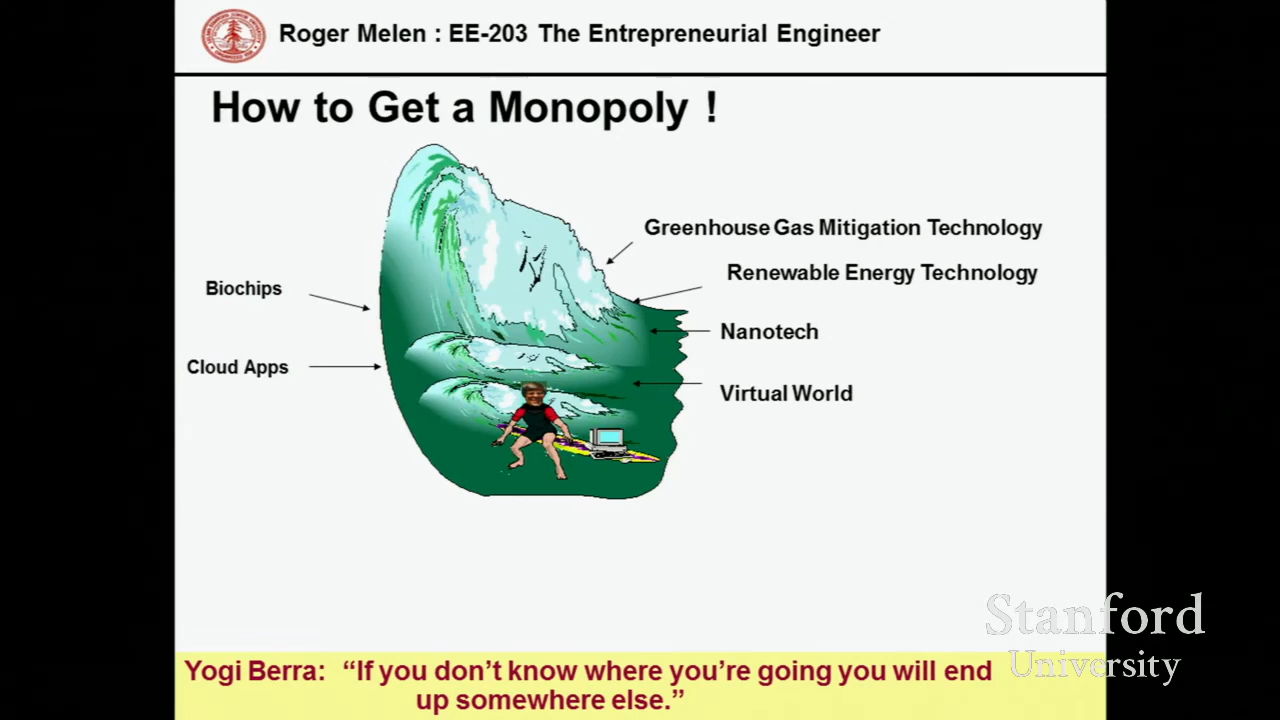 Roger Melen : EE-203 The Entrepreneurial Engineer
How to Get a Monopoly !
Greenhouse Gas Mitigation Technology
Renewable Energy Technology
Biochips
Nanotech
Cloud Apps
Virtual World
Stanford
University
Yogi Berra: “If you don’t know where you’re going you will end
up somewhere else.”